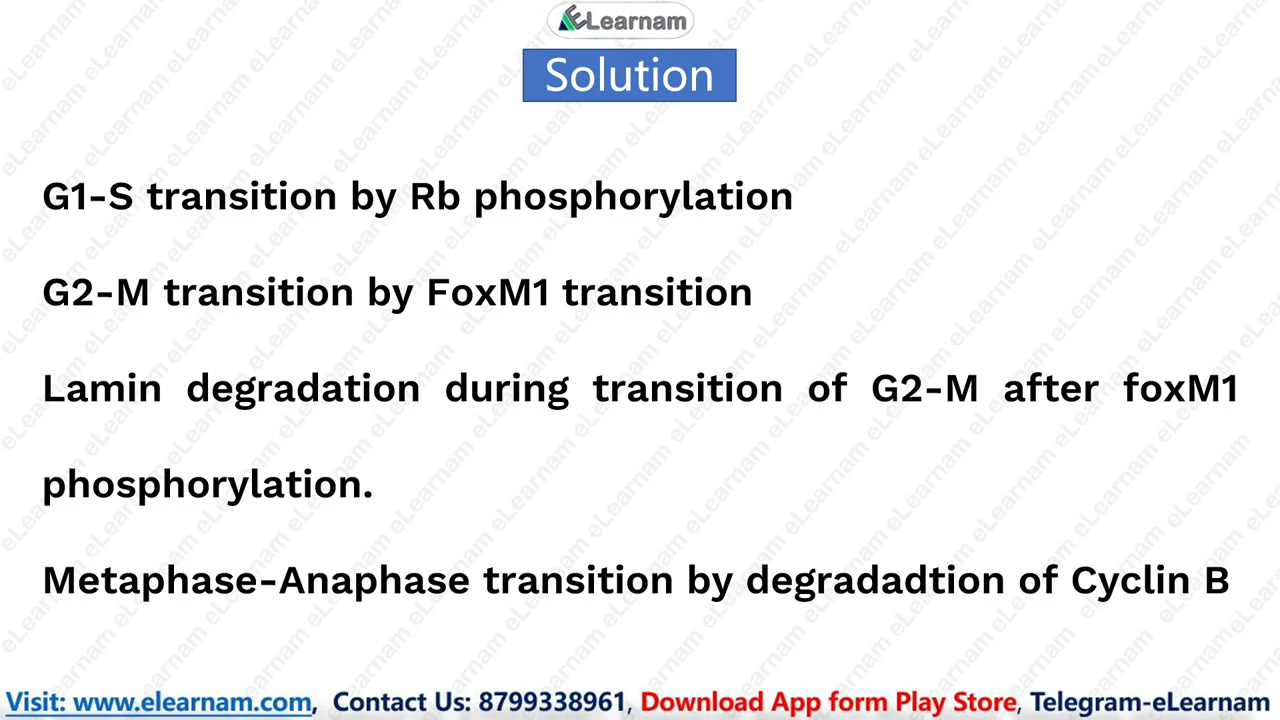 ELearnam
Solution
G1-S transition by Rb phosphorylation
G2-M transition by FoxM1 transition
Lamin degradation during transition of G2-M after foxM1
phosphorylation.
Metaphase-Anaphase transition by degradadtion of Cyclin B
Visit: www.elearnam.com, Contact Us: 8799338961, Download App form Play Store, Telegram-eLearnam